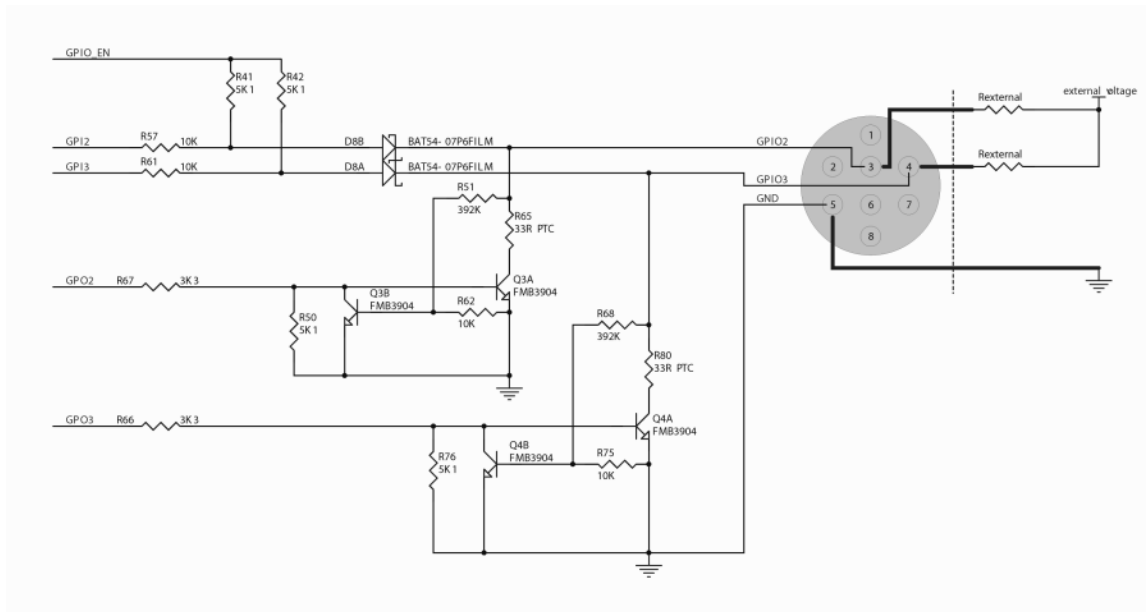 GPIO_EN
R41
5K1
R42
5K1
external voltage
Rexternal
GPI2
R57
10K
D8B
BAT54- 07P6FILM
GPIO2
1
GPI3
R61
10K
D8A
BAT54- 07P6FILM
2
3
4
Rexternal
GPIO3
GND
R51
392K
R65
33R PTC
5
6
7
8
GPO2
R67
3K3
Q3A
FMB3904
Q3B
FMB3904
R62
10K
R50
5K1
R68
392K
R80
33R PTC
GPO3
R66
3K3
Q4A
FMB3904
Q4B
FMB3904
R75
10K
R76
5K1